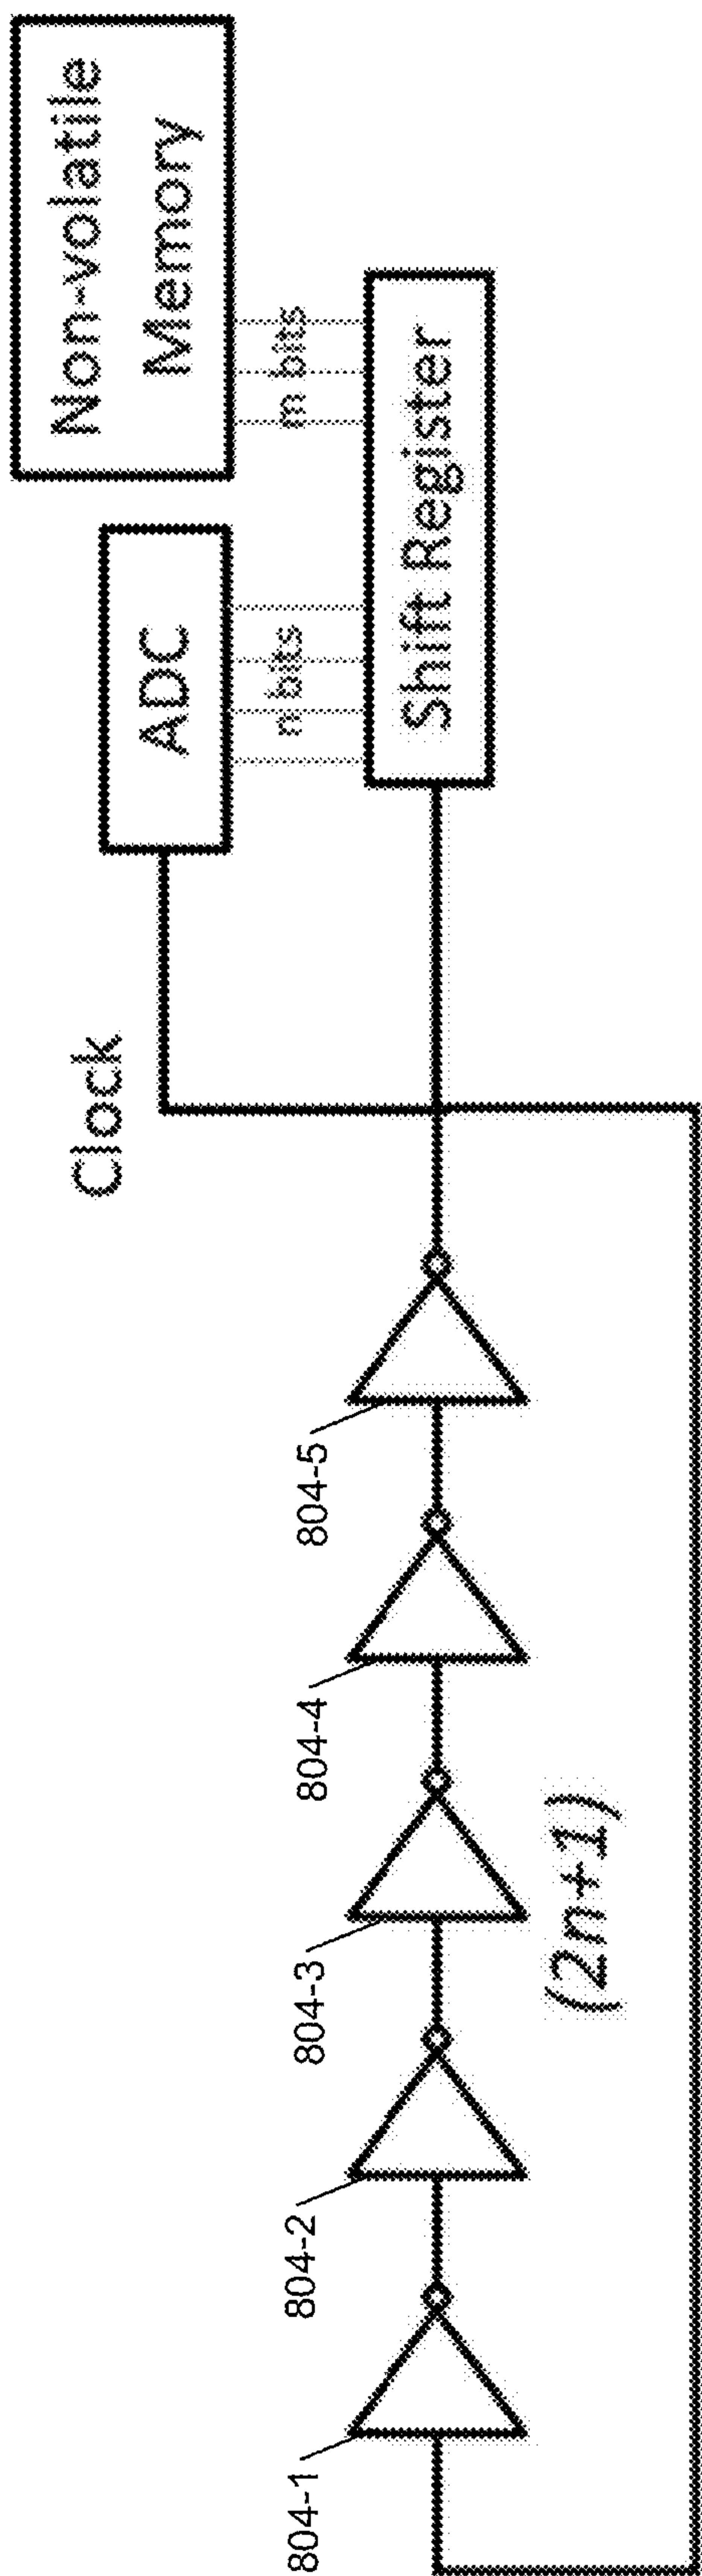 Non-volatile
Memory
ADC
m bits
n bits
Shift Register
Clock
804-5
804-4
804-3
804-2
804-1
(2n+1)